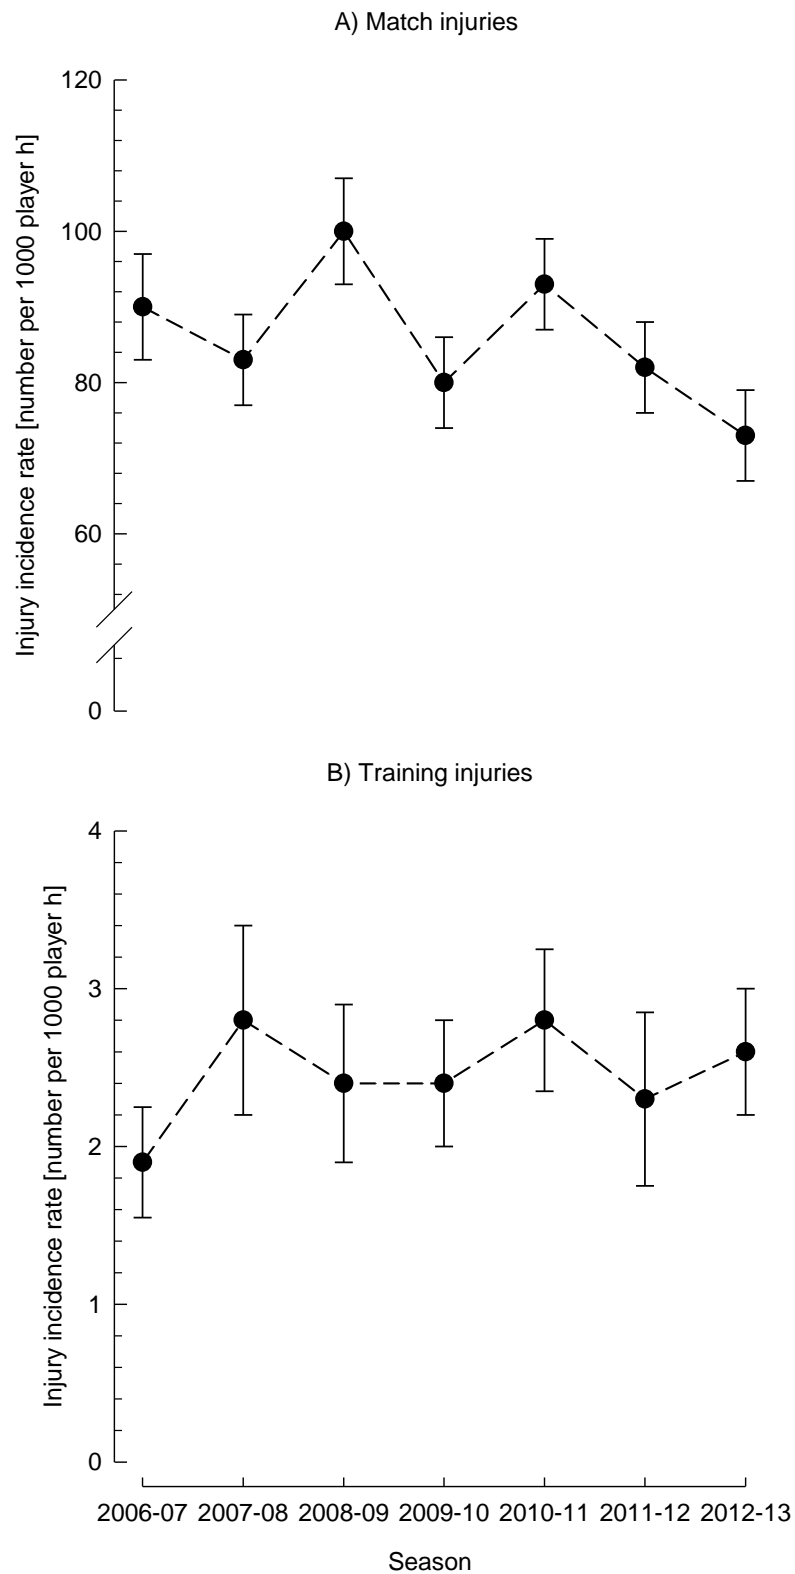 A) Match injuries
Injury incidence rate [number per 1000 player h]
120
100
80
60
0
B) Training injuries
Injury incidence rate [number per 1000 player h]
4
3
2
1
0
2006-07 2007-08 2008-09 2009-10 2010-11 2011-12 2012-13
Season